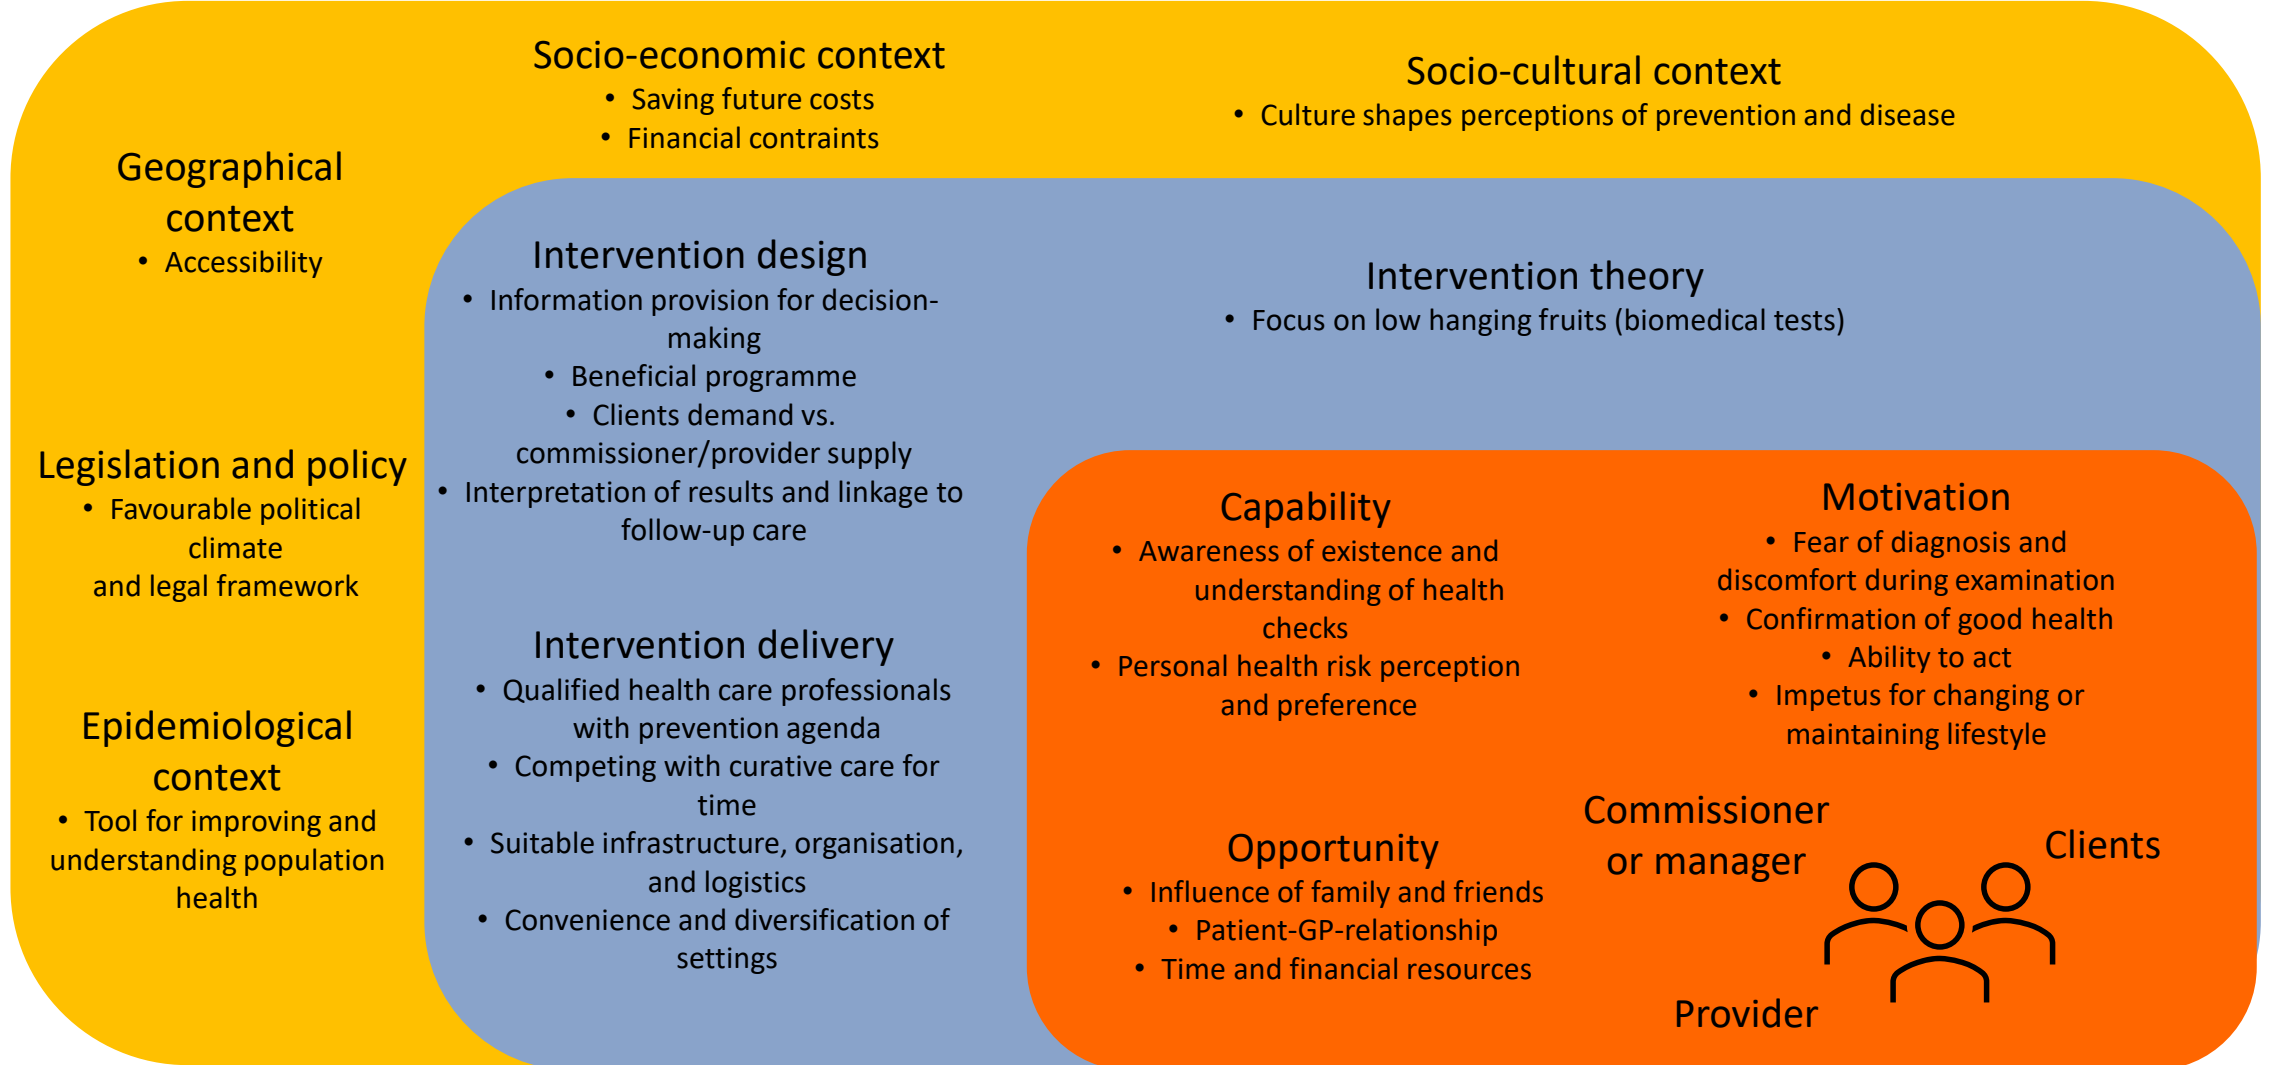 Socio-economic context
• Saving future costs
• Financial contraints
Socio-cultural context
• Culture shapes perceptions of prevention and disease
Geographical
context
• Accessibility
Legislation and policy
• Favourable political
climate
and legal framework
Epidemiological
context
• Tool for improving and
understanding population
health
Intervention design
• Information provision for decision-
making
• Beneficial programme
• Clients demand vs.
commissioner/provider supply
• Interpretation of results and linkage to
follow-up care
Intervention delivery
• Qualified health care professionals
with prevention agenda
• Competing with curative care for
time
• Suitable infrastructure, organisation,
and logistics
• Convenience and diversification of
settings
Intervention theory
• Focus on low hanging fruits (biomedical tests)
Capability
• Awareness of existence and
understanding of health
checks
• Personal health risk perception
and preference
Opportunity
• Influence of family and friends
• Patient-GP-relationship
• Time and financial resources
Motivation
• Fear of diagnosis and
discomfort during examination
• Confirmation of good health
• Ability to act
• Impetus for changing or
maintaining lifestyle
Commissioner
or manager
Clients
Provider